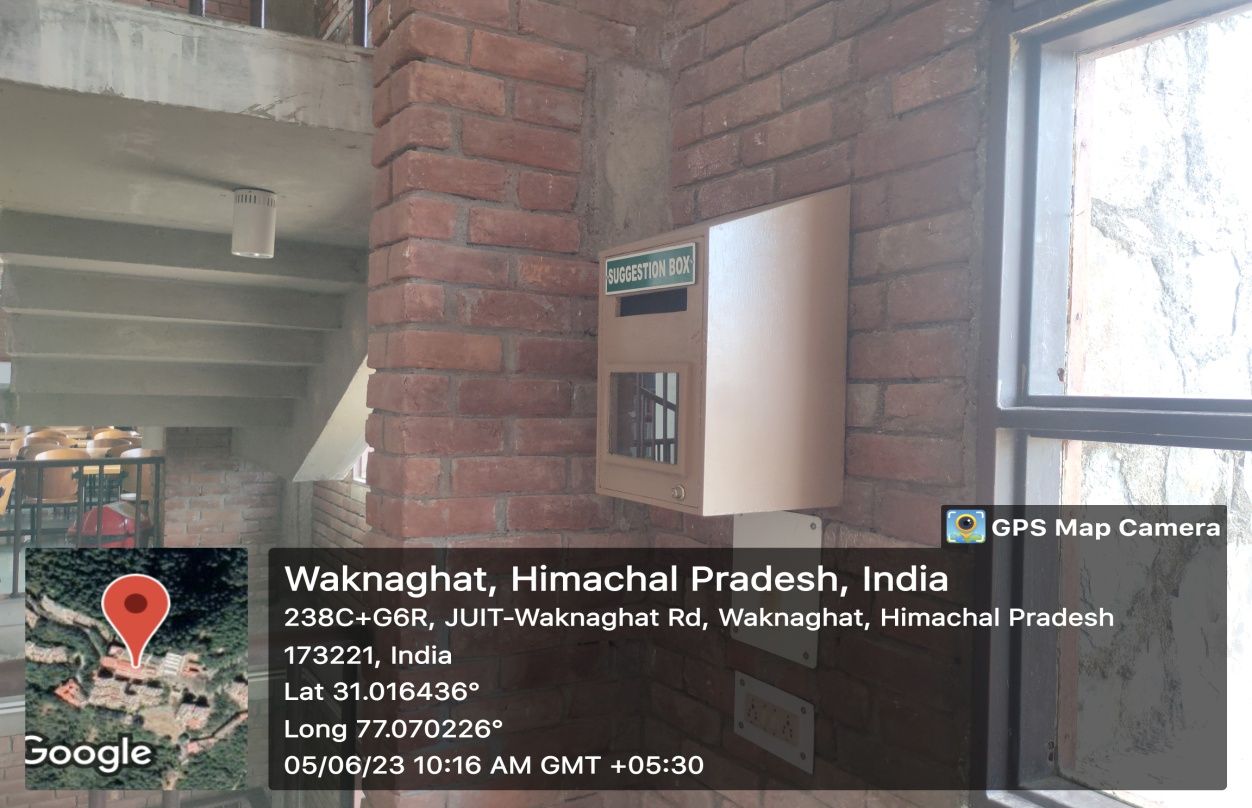 SUGGESTION BOX
GPS Map Camera
Waknaghat, Himachal Pradesh, India
238C+G6R, JUIT-Waknaghat Rd, Waknaghat, Himachal Pradesh
173221, India
Lat 31.016436°
Long 77.070226°
05/06/23 10:16 AM GMT +05:30
Google